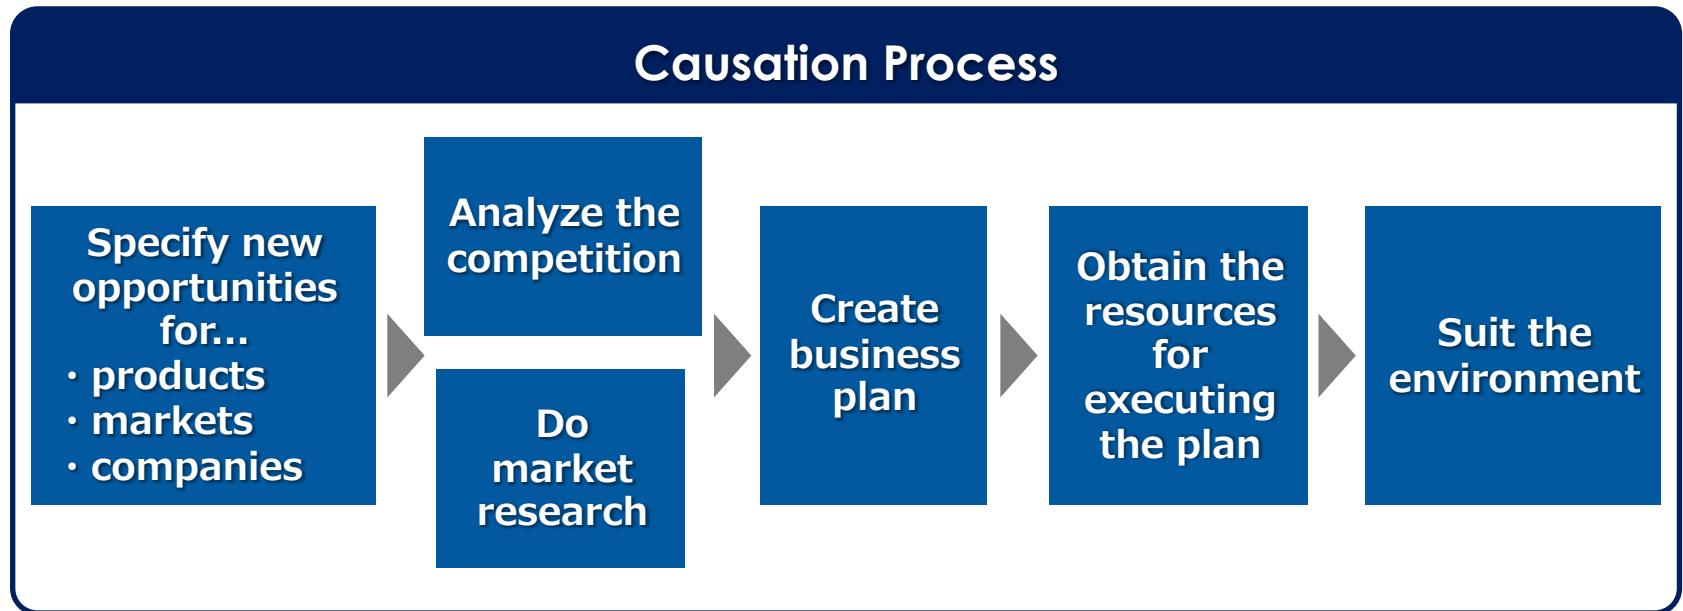 Causation Process
Specify new
opportunities
for...
・products
・markets
・companies
Analyze the
competition
Do
market
research
Create
business
plan
Obtain the
resources
for
executing
the plan
Suit the
environment